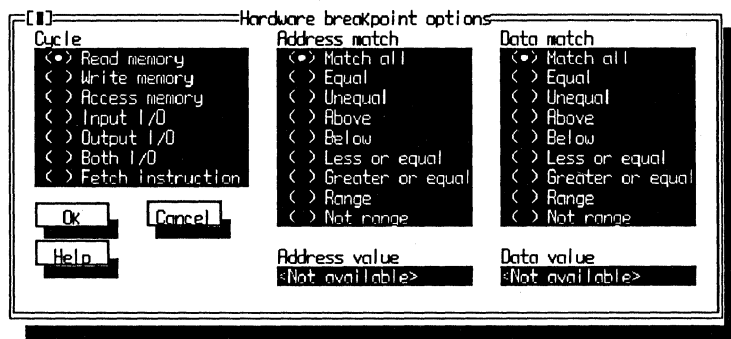 [■] Hardware breakpoint options
Cycle
(•) Read memory
( ) Write memory
( ) Access memory
( ) Input I/O
( ) Output I/O
( ) Both I/O
( ) Fetch instruction
Ok
Cancel
Help
Address match
(•) Match all
( ) Equal
( ) Unequal
( ) Above
( ) Below
( ) Less or equal
( ) Greater or equal
( ) Range
( ) Not range
Address value
<Not available>
Data match
(•) Match all
( ) Equal
( ) Unequal
( ) Above
( ) Below
( ) Less or equal
( ) Greater or equal
( ) Range
( ) Not range
Data value
<Not available>